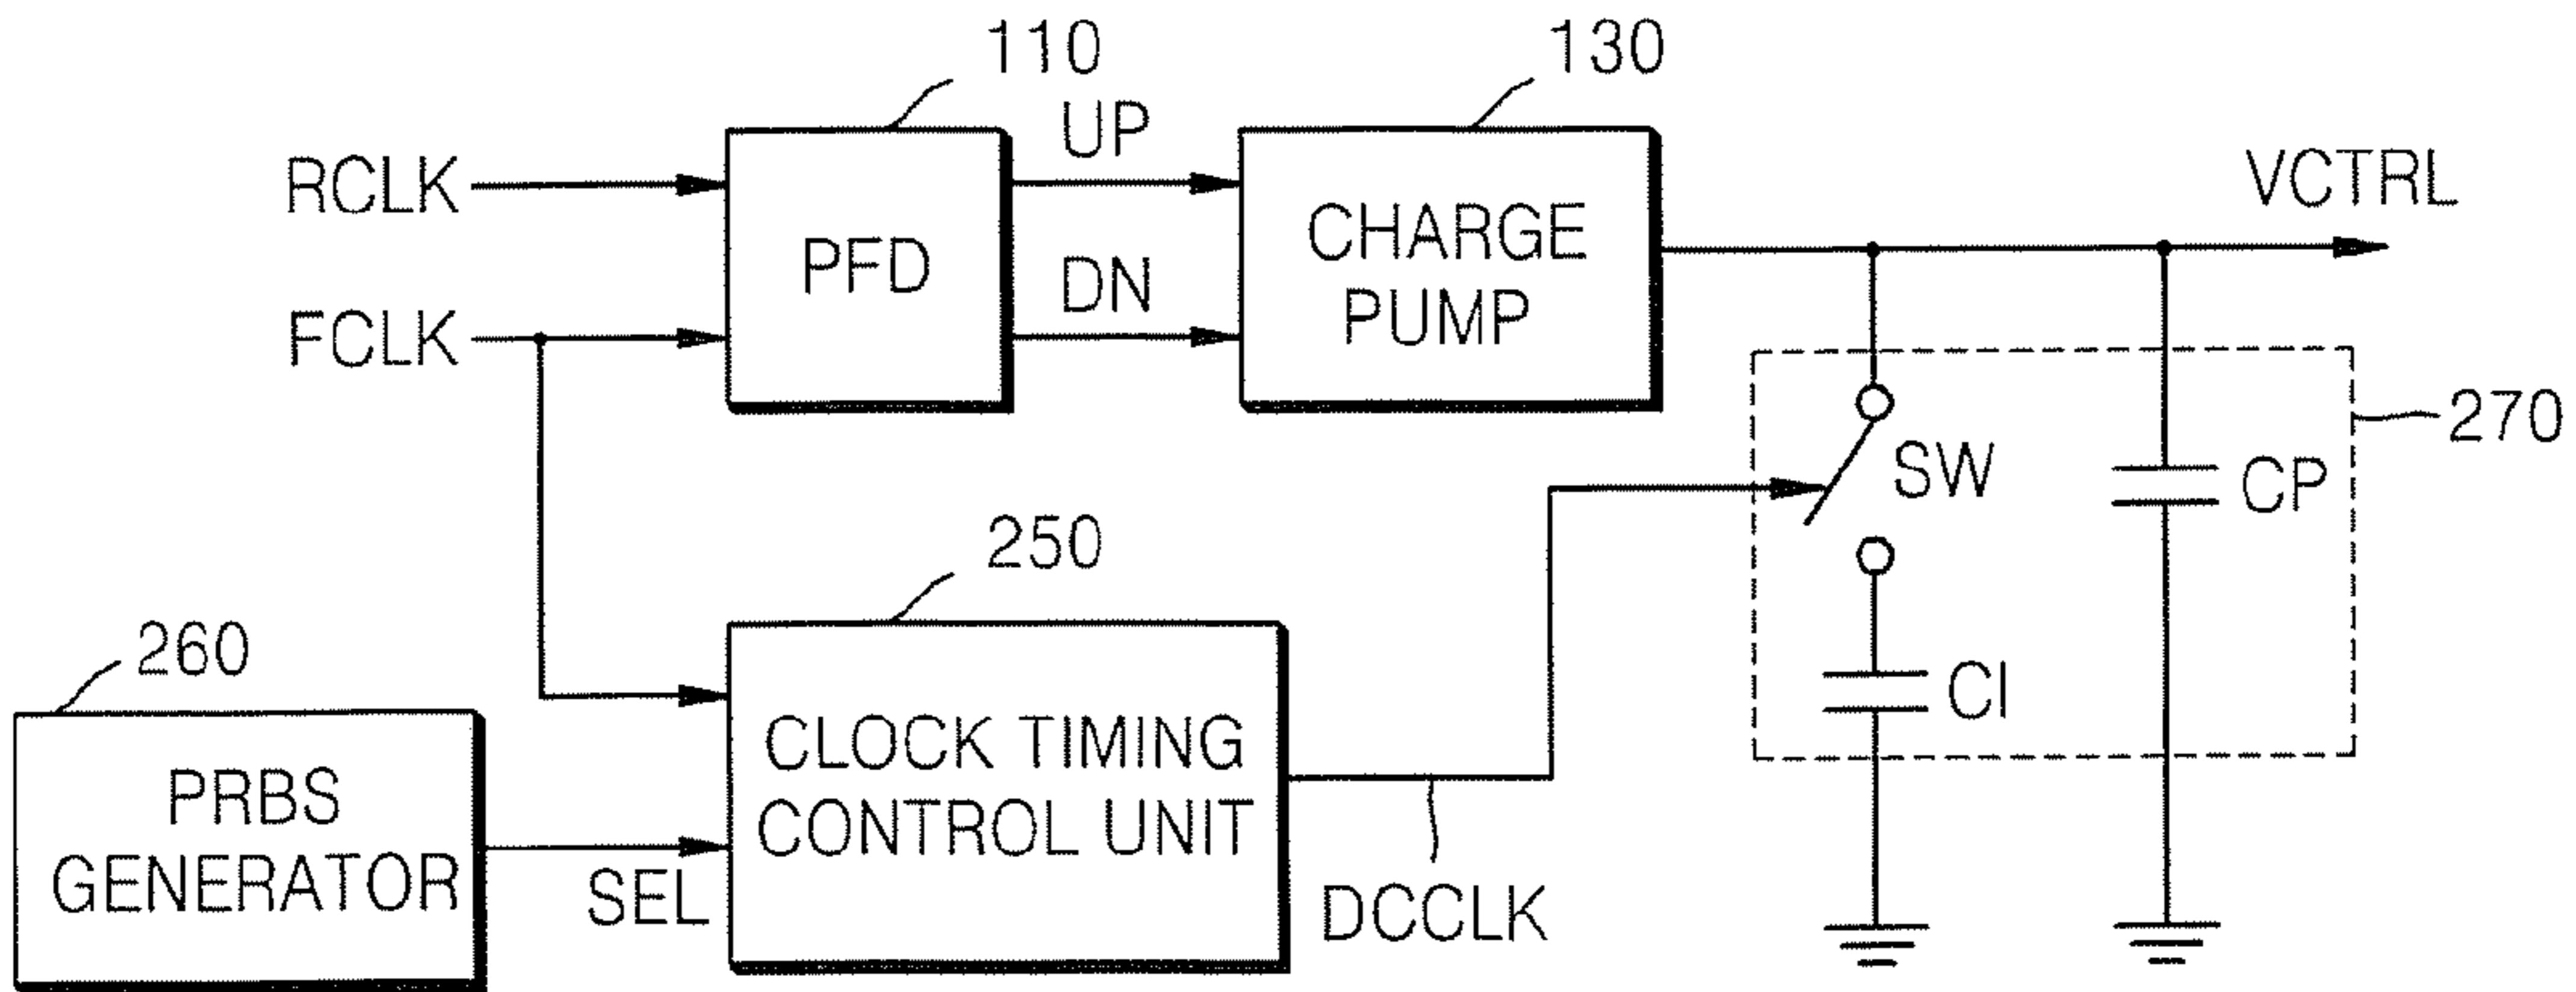 110
130
UP
RCLK
VCTRL
PFD
CHARGE
PUMP
DN
FCLK
270
SW
CP
250
260
CI
CLOCK TIMING
CONTROL UNIT
PRBS
GENERATOR
SEL
DCCLK